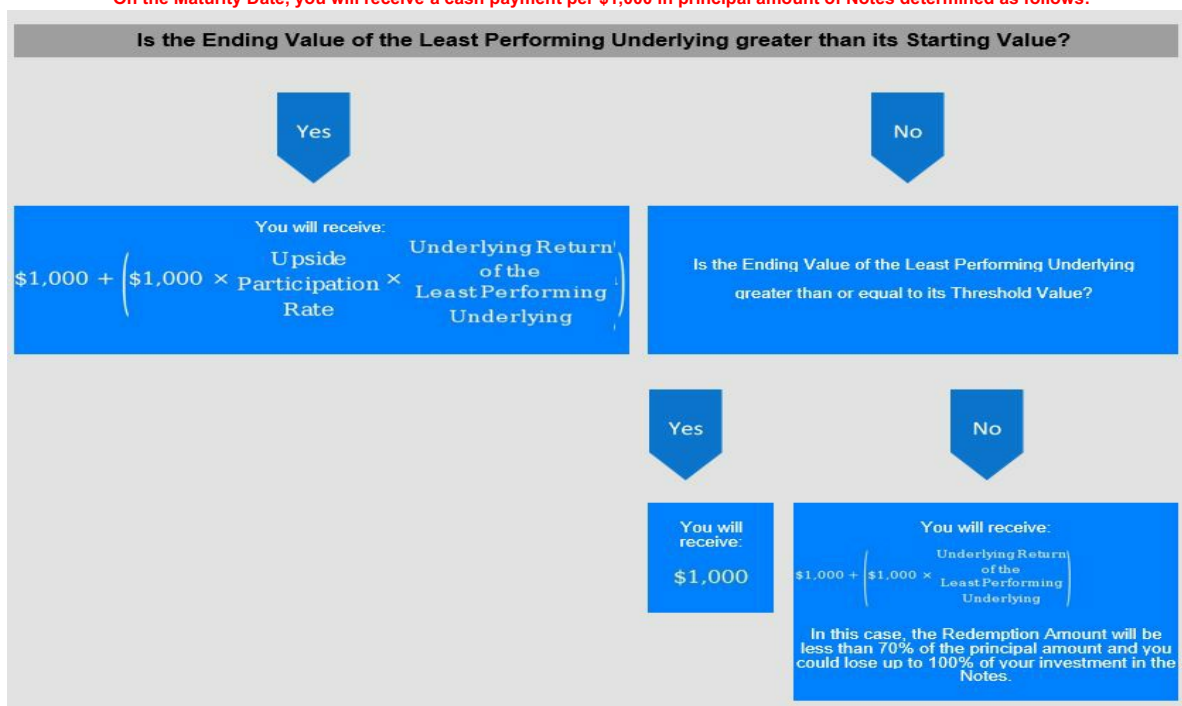 On the Maturity Date, you will receive a cash payment per $1,000 in principal amount of Notes determined as follows:
Is the Ending Value of the Least Performing Underlying greater than its Starting Value?
Yes
No
You will receive:
$1,000 + ($1,000 × Upside Participation Rate × Underlying Return of the Least Performing Underlying)
Is the Ending Value of the Least Performing Underlying
greater than or equal to its Threshold Value?
Yes
No
You will
receive:
$1,000
You will receive:
$1,000 + ($1,000 × Underlying Return of the Least Performing Underlying)
In this case, the Redemption Amount will be
less than 70% of the principal amount and you
could lose up to 100% of your investment in the
Notes.